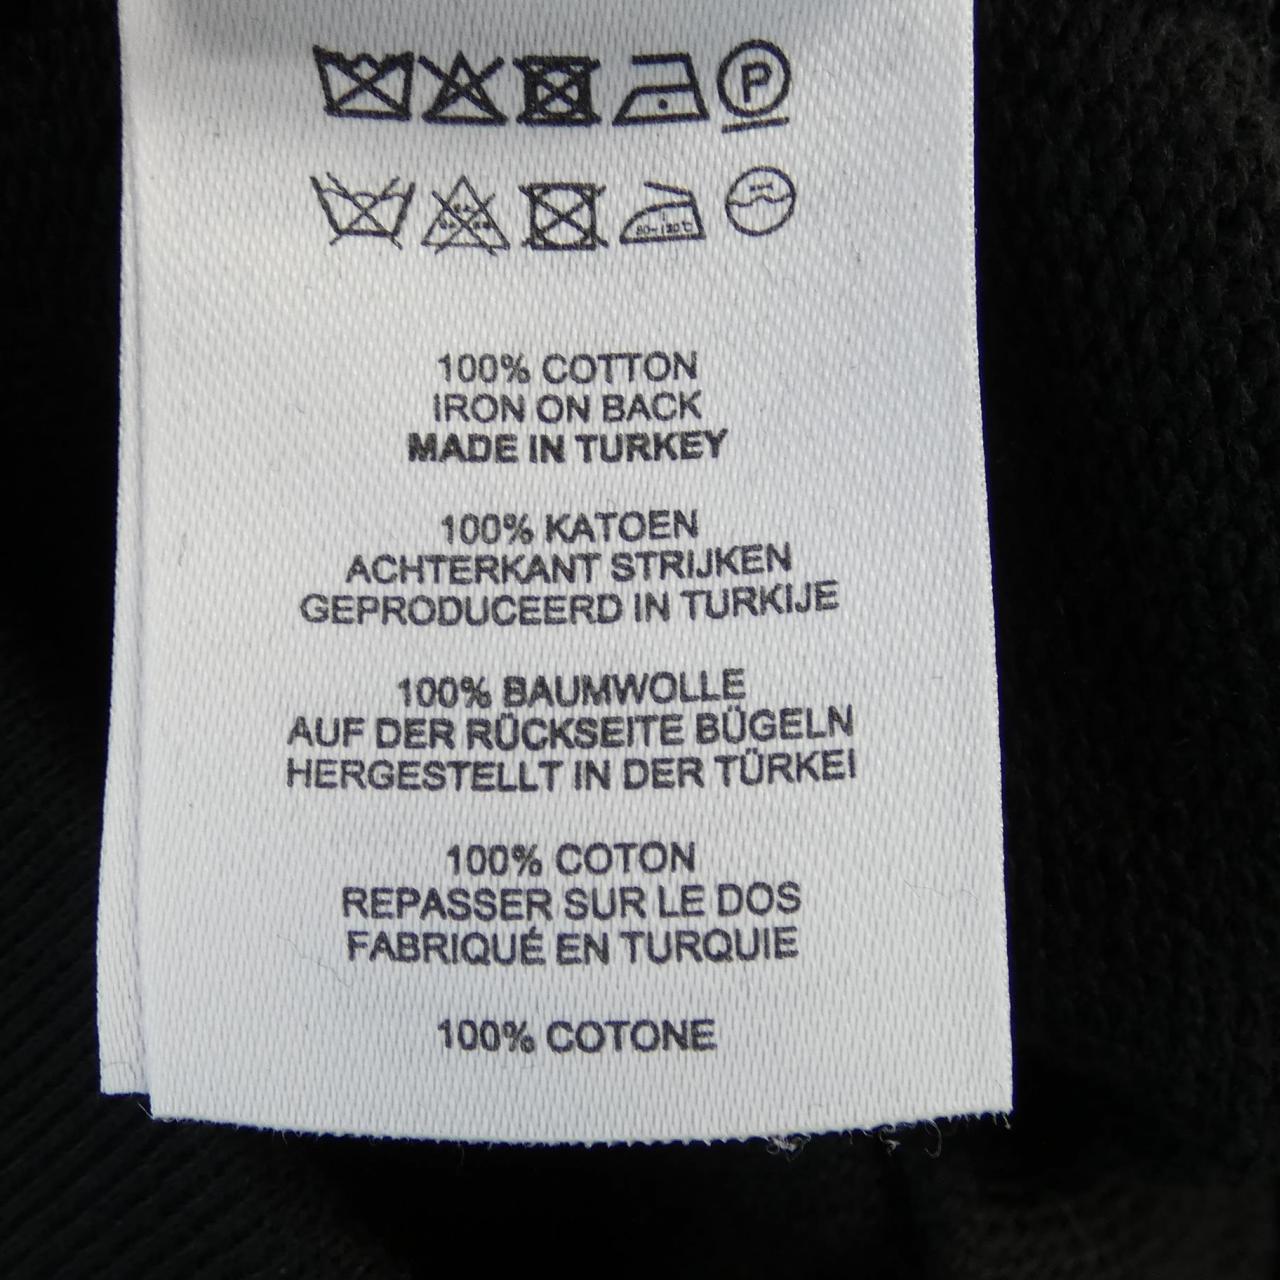 P
100% COTTON
IRON ON BACK
MADE IN TURKEY
100% KATOEN
ACHTERKANT STRIJKEN
GEPRODUCEERD IN TURKIJE
100% BAUMWOLLE
AUF DER RÜCKSEITE BÜGELN
HERGESTELLT IN DER TÜRKEI
100% COTON
REPASSER SUR LE DOS
FABRIQUÉ EN TURQUIE
100% COTONE